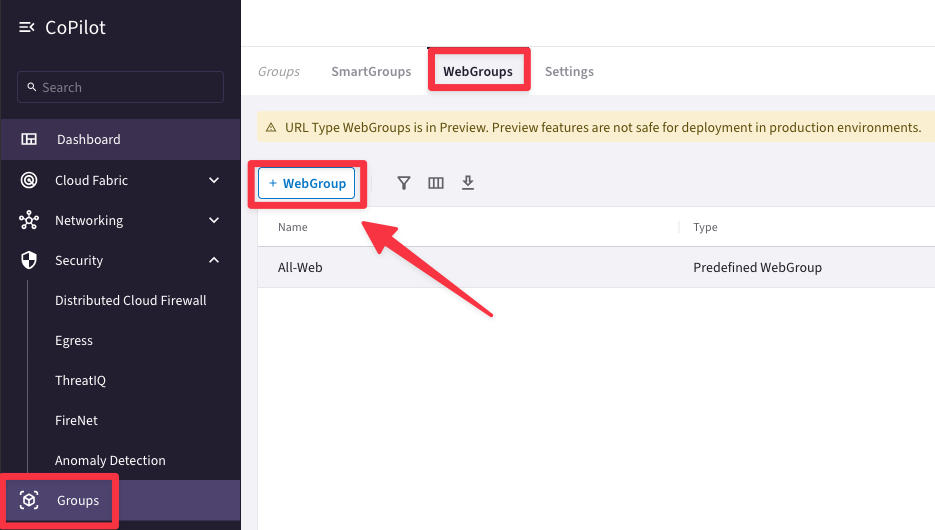 CoPilot
Search
Dashboard
Cloud Fabric
Networking
Security
Distributed Cloud Firewall
Egress
ThreatIQ
FireNet
Anomaly Detection
Groups
Groups SmartGroups WebGroups Settings
URL Type WebGroups is in Preview. Preview features are not safe for deployment in production environments.
+ WebGroup
Name Type
All-Web Predefined WebGroup